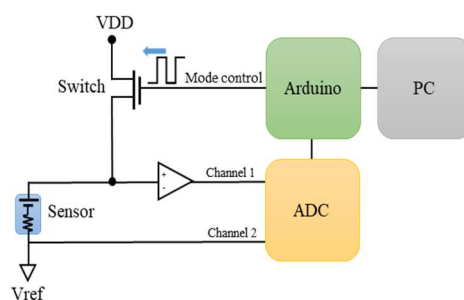 VDD
Switch
Mode control
Arduino
PC
+
-
Channel 1
ADC
Sensor
Channel 2
Vref